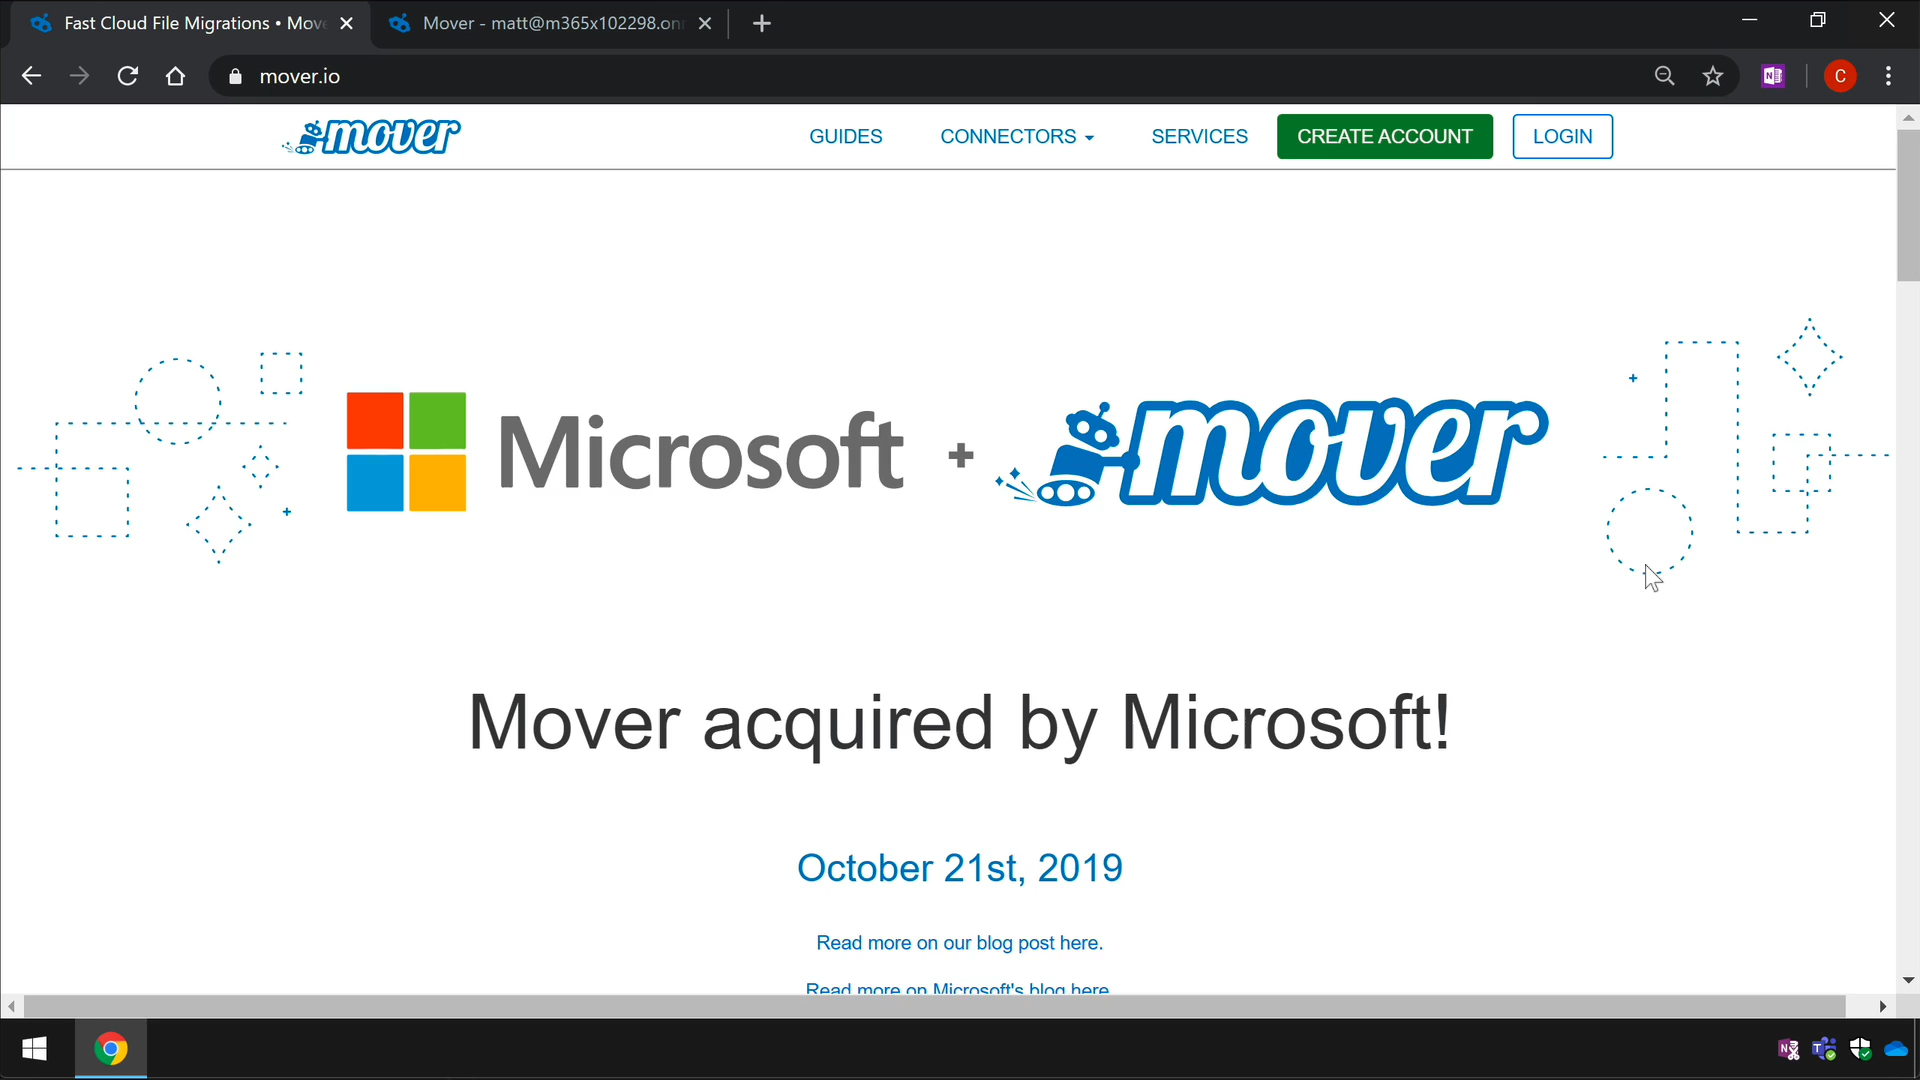 Fast Cloud File Migrations • Mov
Mover - matt@m365x102298.on
mover.io
C
mover
GUIDES
CONNECTORS
SERVICES
CREATE ACCOUNT
LOGIN
Microsoft + mover
Mover acquired by Microsoft!
October 21st, 2019
Read more on our blog post here.
Read more on Microsoft's blog here